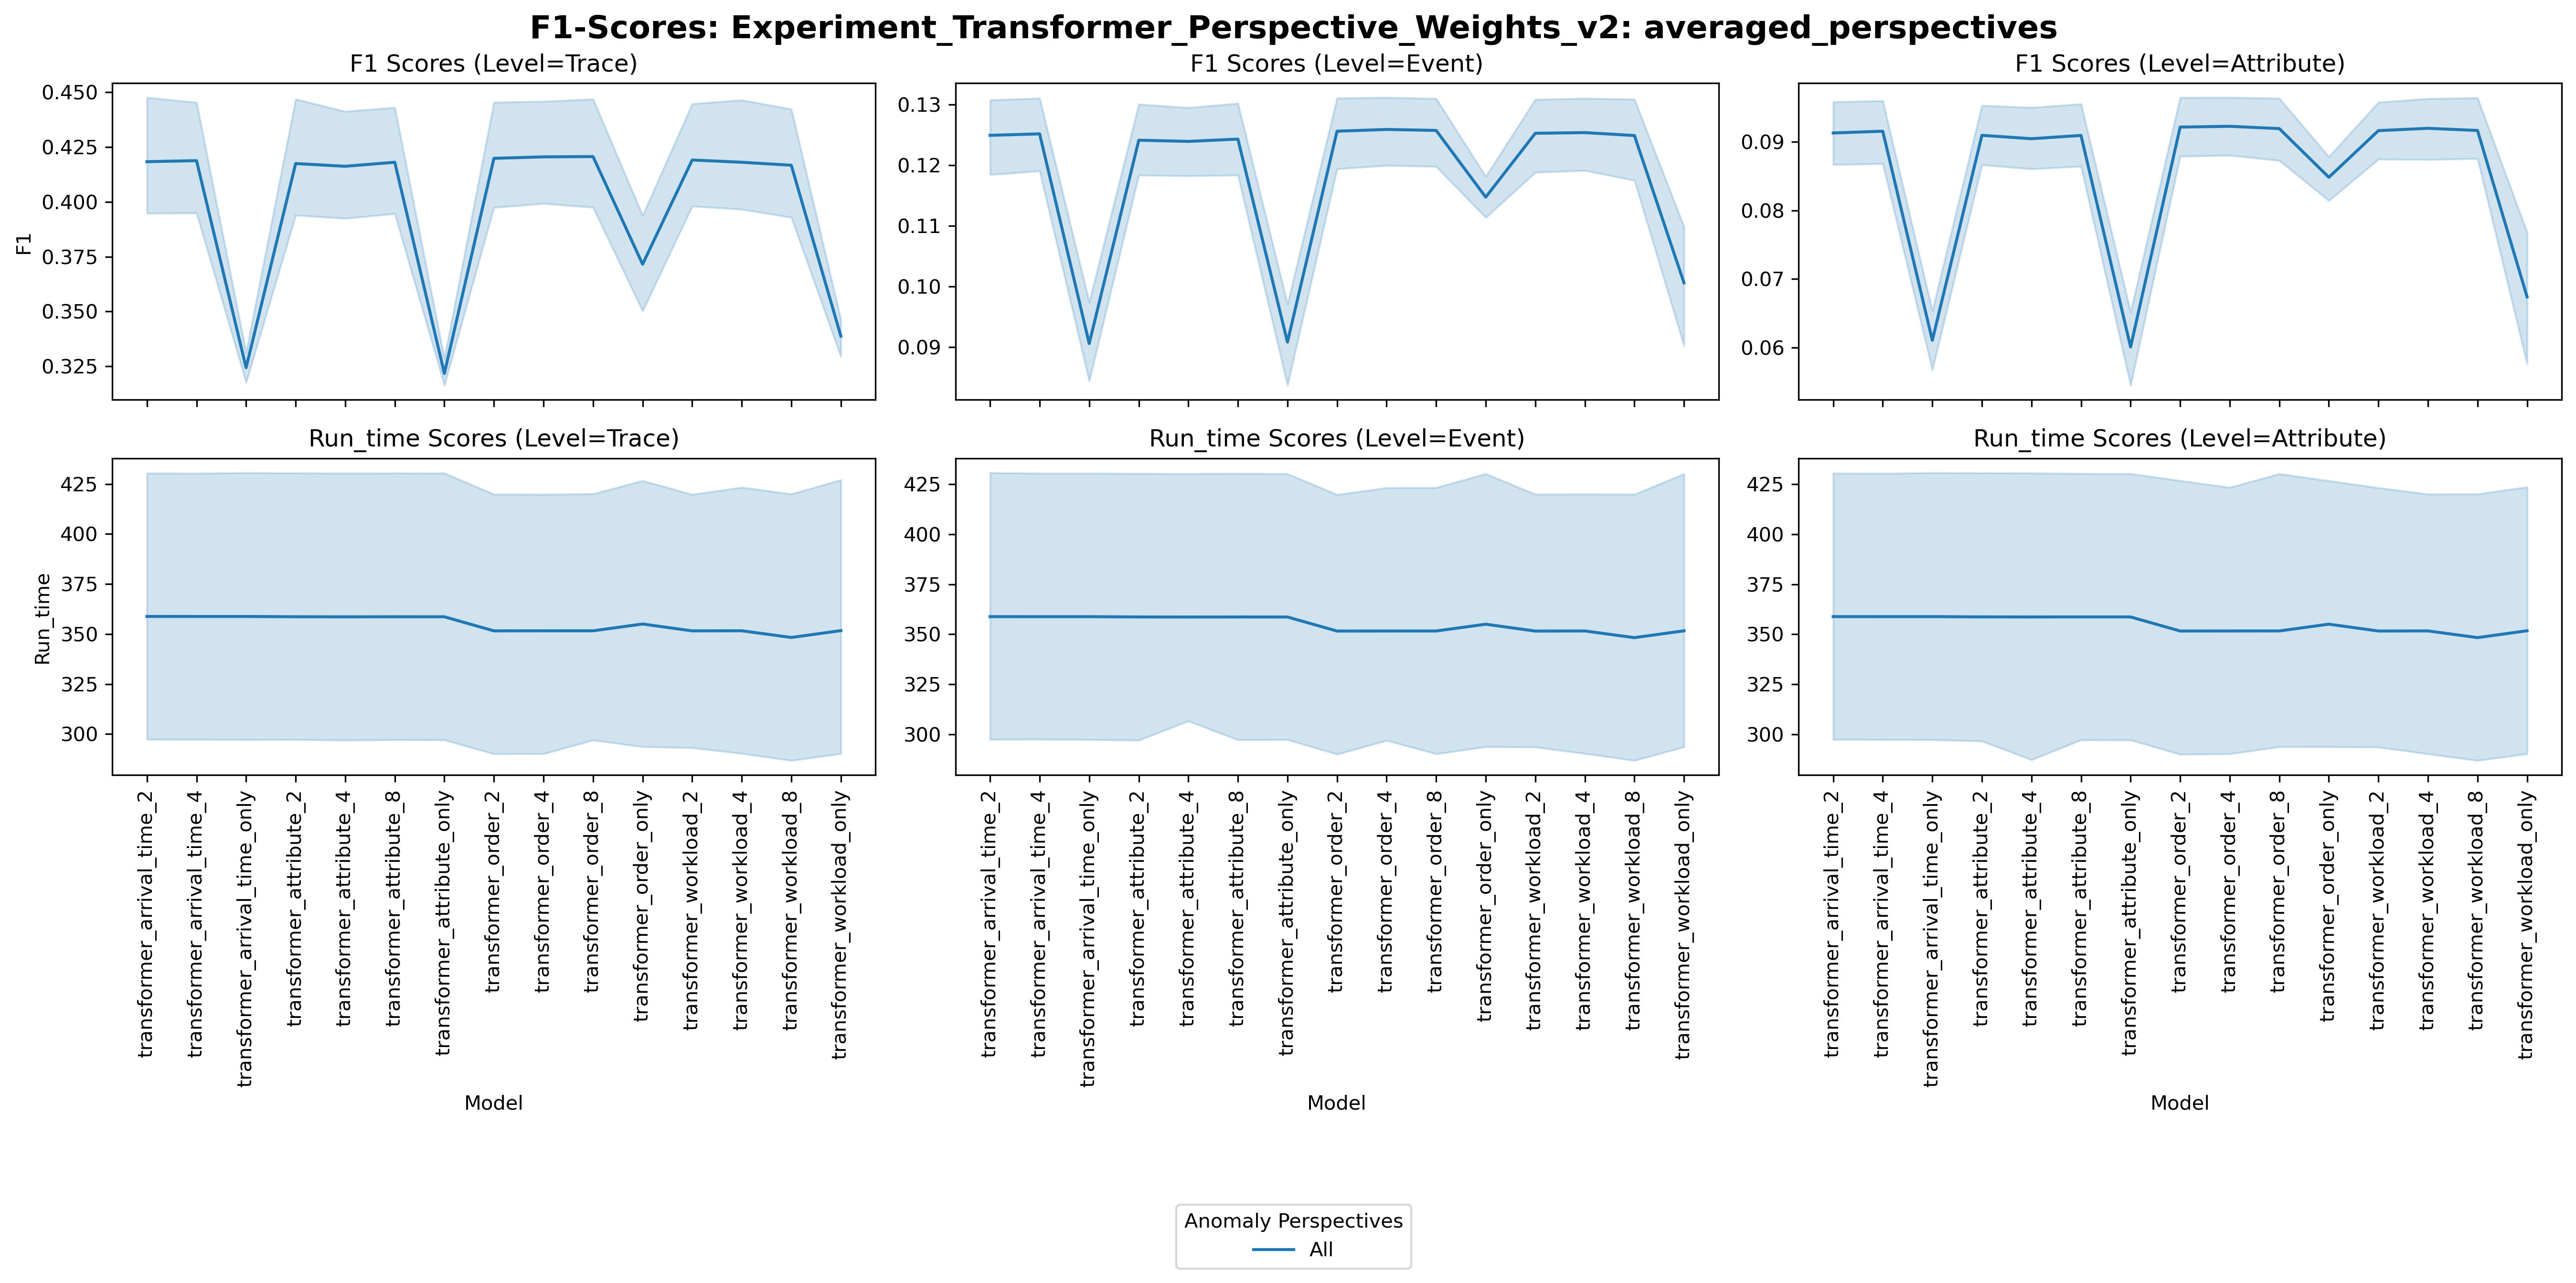 F1-Scores: Experiment_Transformer_Perspective_Weights_v2: averaged_perspectives
F1 Scores (Level=Trace)
F1
0.450
0.425
0.400
0.375
0.350
0.325
F1 Scores (Level=Event)
0.13
0.12
0.11
0.10
0.09
F1 Scores (Level=Attribute)
0.09
0.08
0.07
0.06
Run_time Scores (Level=Trace)
Run_time
425
400
375
350
325
300
Run_time Scores (Level=Event)
425
400
375
350
325
300
Run_time Scores (Level=Attribute)
425
400
375
350
325
300
transformer_arrival_time_2
transformer_arrival_time_4
transformer_arrival_time_only
transformer_attribute_2
transformer_attribute_4
transformer_attribute_8
transformer_attribute_only
transformer_order_2
transformer_order_4
transformer_order_8
transformer_order_only
transformer_workload_2
transformer_workload_4
transformer_workload_8
transformer_workload_only
Model
transformer_arrival_time_2
transformer_arrival_time_4
transformer_arrival_time_only
transformer_attribute_2
transformer_attribute_4
transformer_attribute_8
transformer_attribute_only
transformer_order_2
transformer_order_4
transformer_order_8
transformer_order_only
transformer_workload_2
transformer_workload_4
transformer_workload_8
transformer_workload_only
Model
transformer_arrival_time_2
transformer_arrival_time_4
transformer_arrival_time_only
transformer_attribute_2
transformer_attribute_4
transformer_attribute_8
transformer_attribute_only
transformer_order_2
transformer_order_4
transformer_order_8
transformer_order_only
transformer_workload_2
transformer_workload_4
transformer_workload_8
transformer_workload_only
Model
Anomaly Perspectives
All